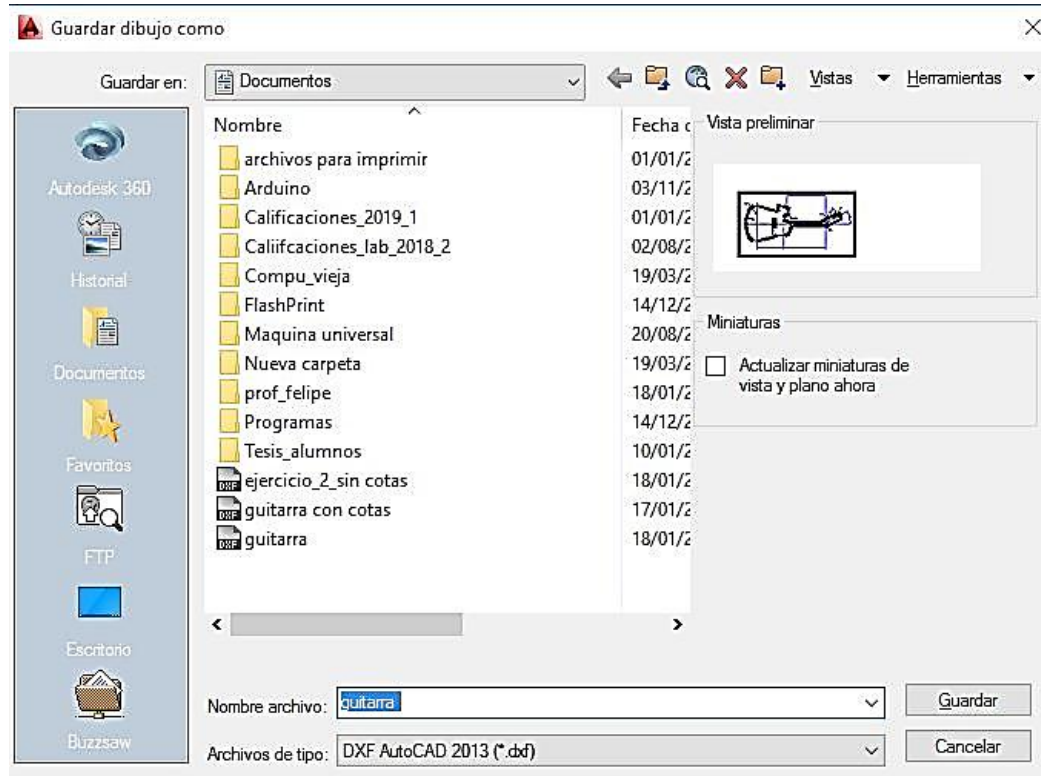 Guardar dibujo como
Guardar en: Documentos Vistas Herramientas
Autodesk 360
Historial
Documentos
Favoritos
FTP
Escritorio
Buzzsaw
Nombre Fecha
archivos para imprimir 01/01/2
Arduino 03/11/2
Calificaciones_2019_1 01/01/2
Caliifcaciones_lab_2018_2 02/08/2
Compu_vieja 19/03/2
FlashPrint 14/12/2
Maquina universal 20/08/2
Nueva carpeta 19/03/2
prof_felipe 18/01/2
Programas 14/12/2
Tesis_alumnos 10/01/2
DXF ejercicio_2_sin cotas 18/01/2
DXF guitarra con cotas 17/01/2
DXF guitarra 18/01/2
Vista preliminar
Miniaturas
Actualizar miniaturas de
vista y plano ahora
Nombre archivo: guitarra Guardar
Archivos de tipo: DXF AutoCAD 2013 (*.dxf) Cancelar